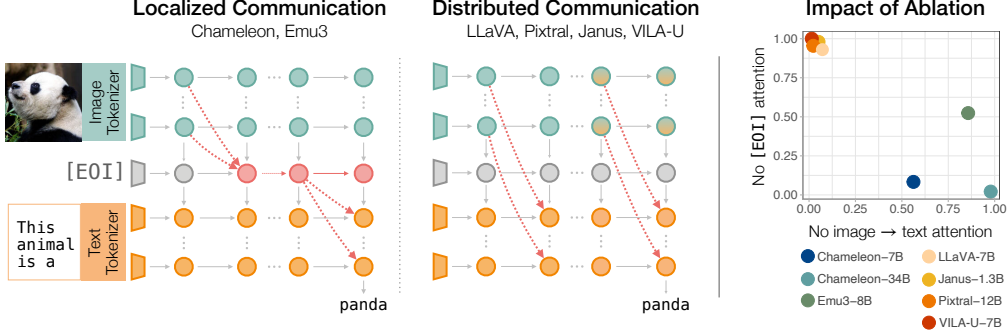 Localized Communication
Chameleon, Emu3
Image
Tokenizer
[EOI]
This
animal
is a
Text
Tokenizer
panda
Distributed Communication
LLaVA, Pixtral, Janus, VILA-U
panda
Impact of Ablation
No [EOI] attention
1.00
0.75
0.50
0.25
0.00
0.00 0.25 0.50 0.75 1.00
No image → text attention
Chameleon–7B
Chameleon–34B
Emu3–8B
LLaVA-7B
Janus-1.3B
Pixtral-12B
VILA-U-7B